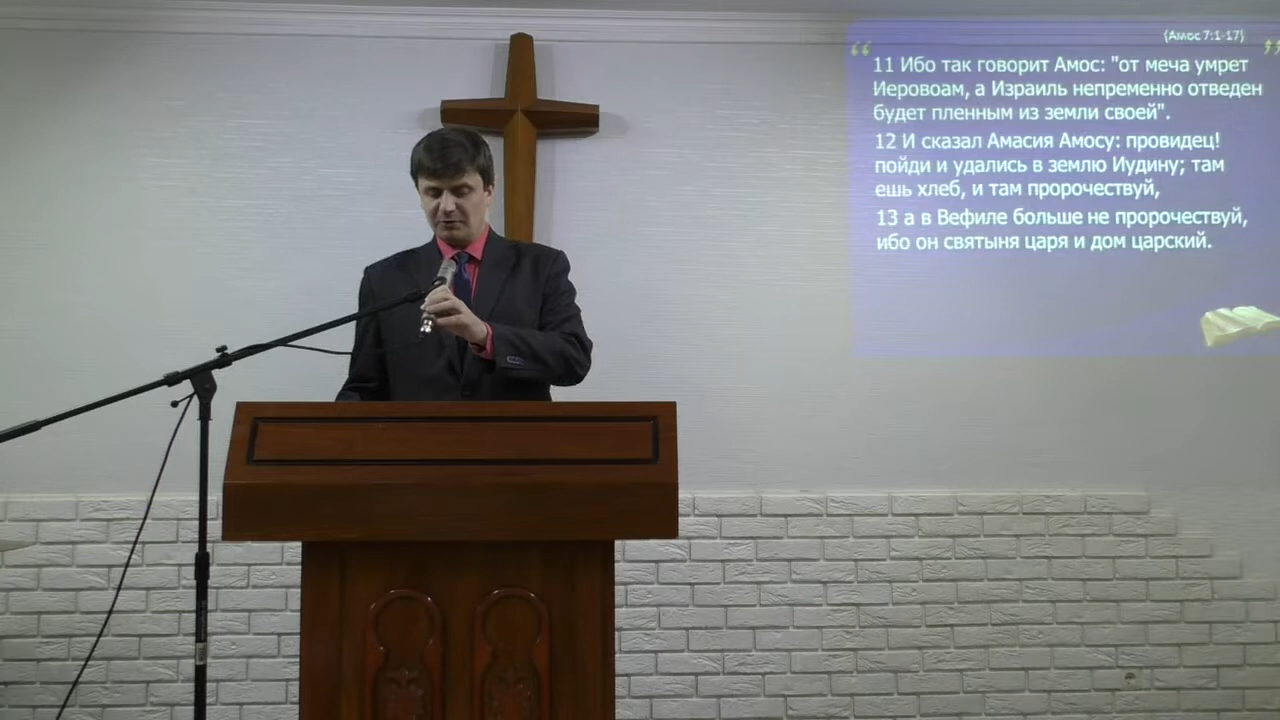 (Амос 7:1-17)
11 Ибо так говорит Амос: "от меча умрет
Иеровоам, а Израиль непременно отведен
будет пленным из земли своей".
12 И сказал Амасия Амосу: провидец!
пойди и удались в землю Иудину; там
ешь хлеб, и там пророчествуй,
13 а в Вефиле больше не пророчествуй,
ибо он святыня царя и дом царский.